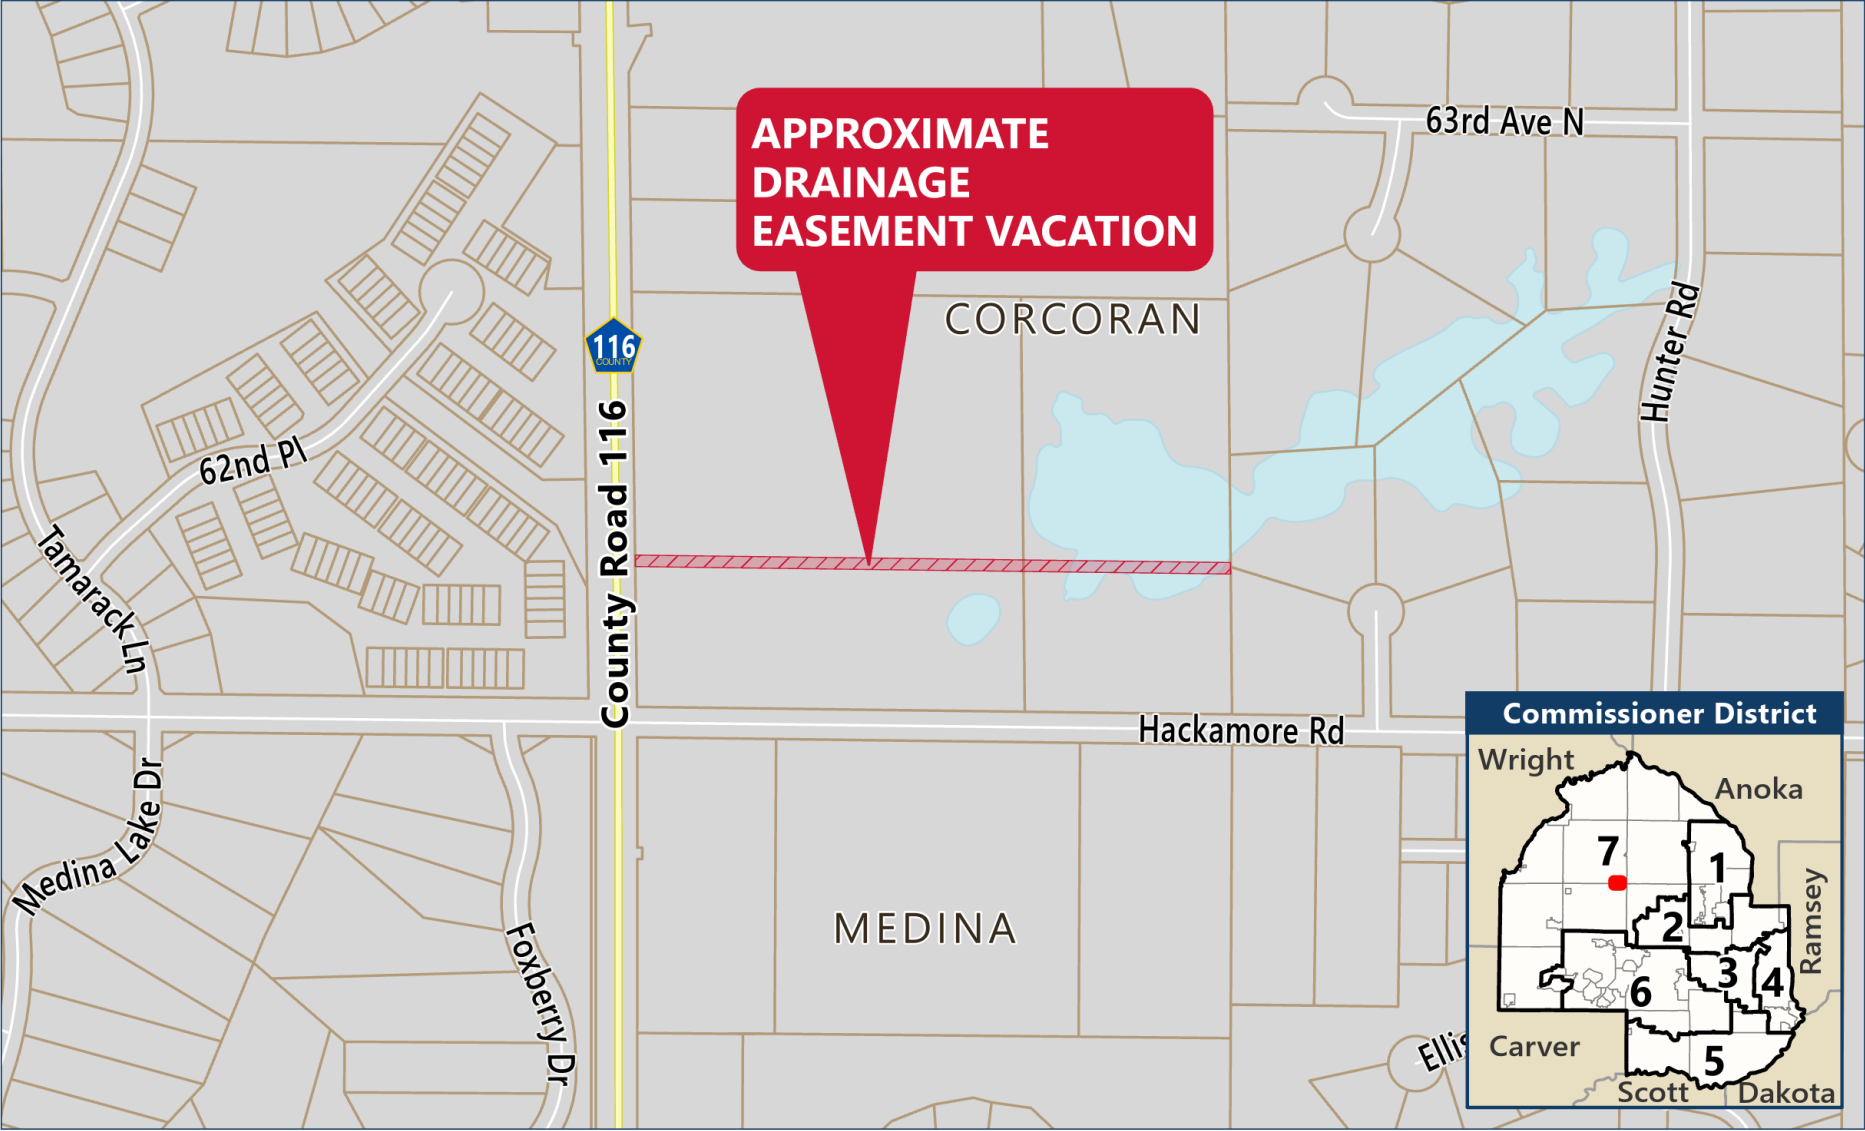 APPROXIMATE
DRAINAGE
EASEMENT VACATION
63rd Ave N
CORCORAN
Hunter Rd
116
COUNTY
County Road 116
62nd Pl
Tamarack Ln
Hackamore Rd
Medina Lake Dr
MEDINA
Foxberry Dr
Commissioner District
Wright
Anoka
7
1
2
Ramsey
3
4
6
Carver
5
Scott
Dakota